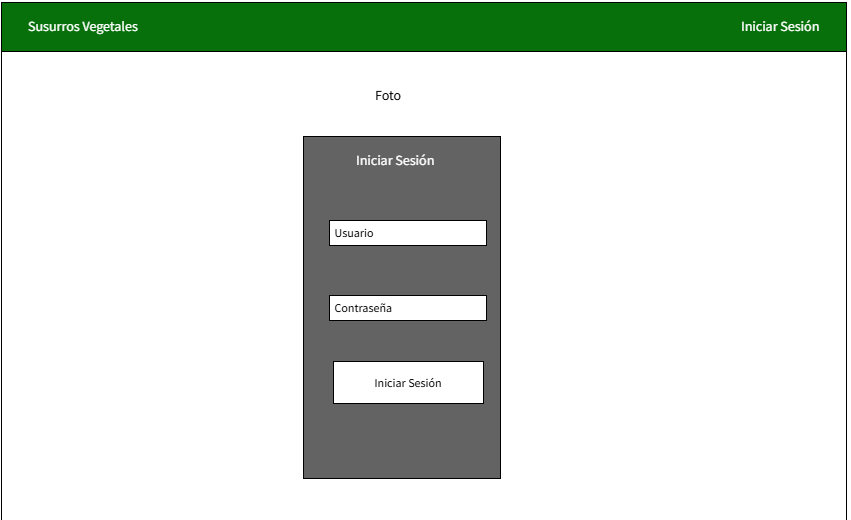 Susurros Vegetales
Iniciar Sesión
Foto
Iniciar Sesión
Usuario
Contraseña
Iniciar Sesión